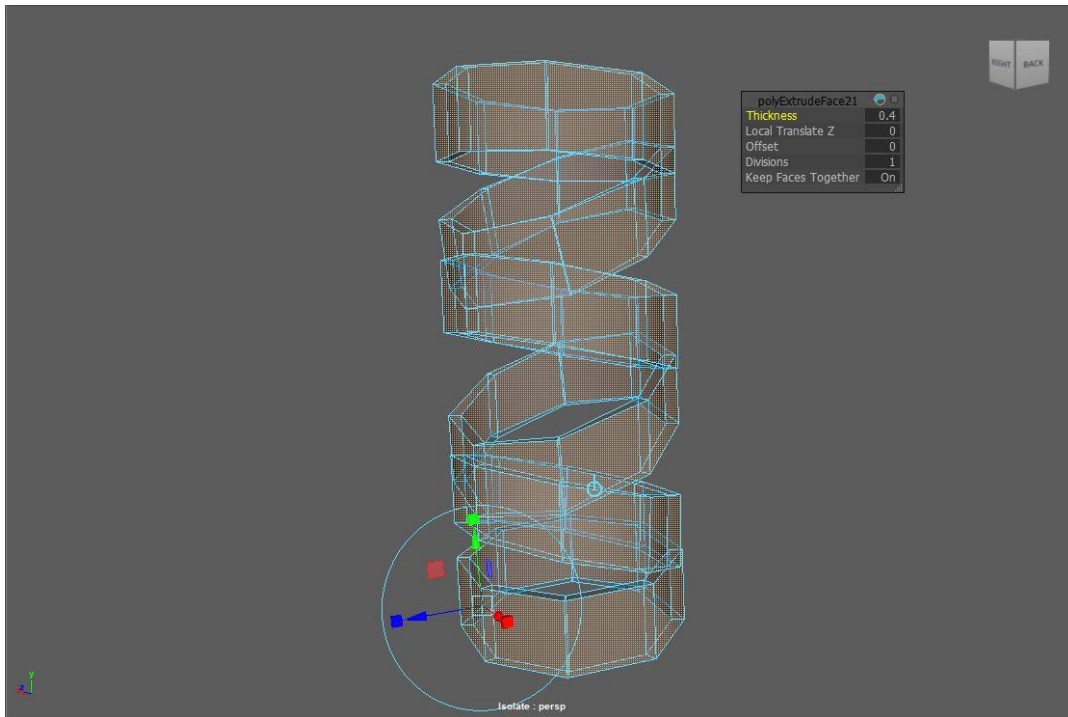 RIGHT BACK
polyExtrudeFace21
Thickness 0.4
Local Translate Z 0
Offset 0
Divisions 1
Keep Faces Together On
y
z
Isolate : persp